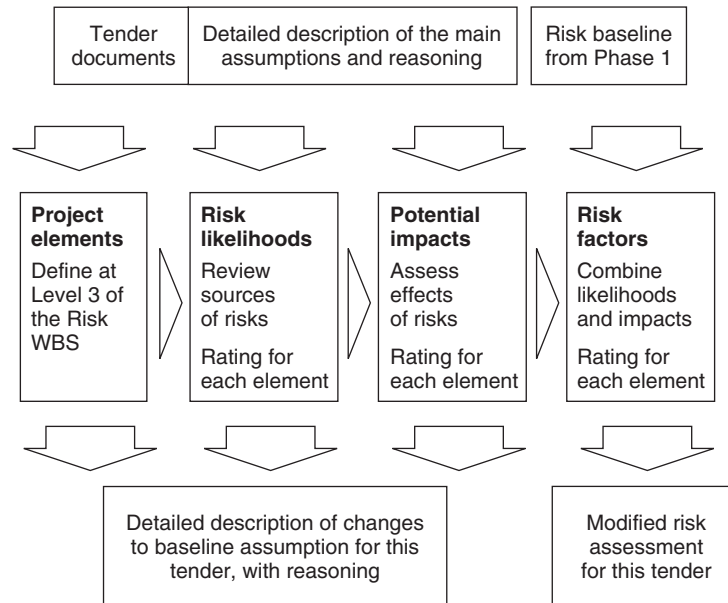 Tender
documents
Detailed description of the main
assumptions and reasoning
Risk baseline
from Phase 1
Project
elements
Define at
Level 3 of
the Risk
WBS
Risk
likelihoods
Review
sources
of risks
Rating for
each element
Potential
impacts
Assess
effects
of risks
Rating for
each element
Risk
factors
Combine
likelihoods
and impacts
Rating for
each element
Detailed description of changes
to baseline assumption for this
tender, with reasoning
Modified risk
assessment
for this tender